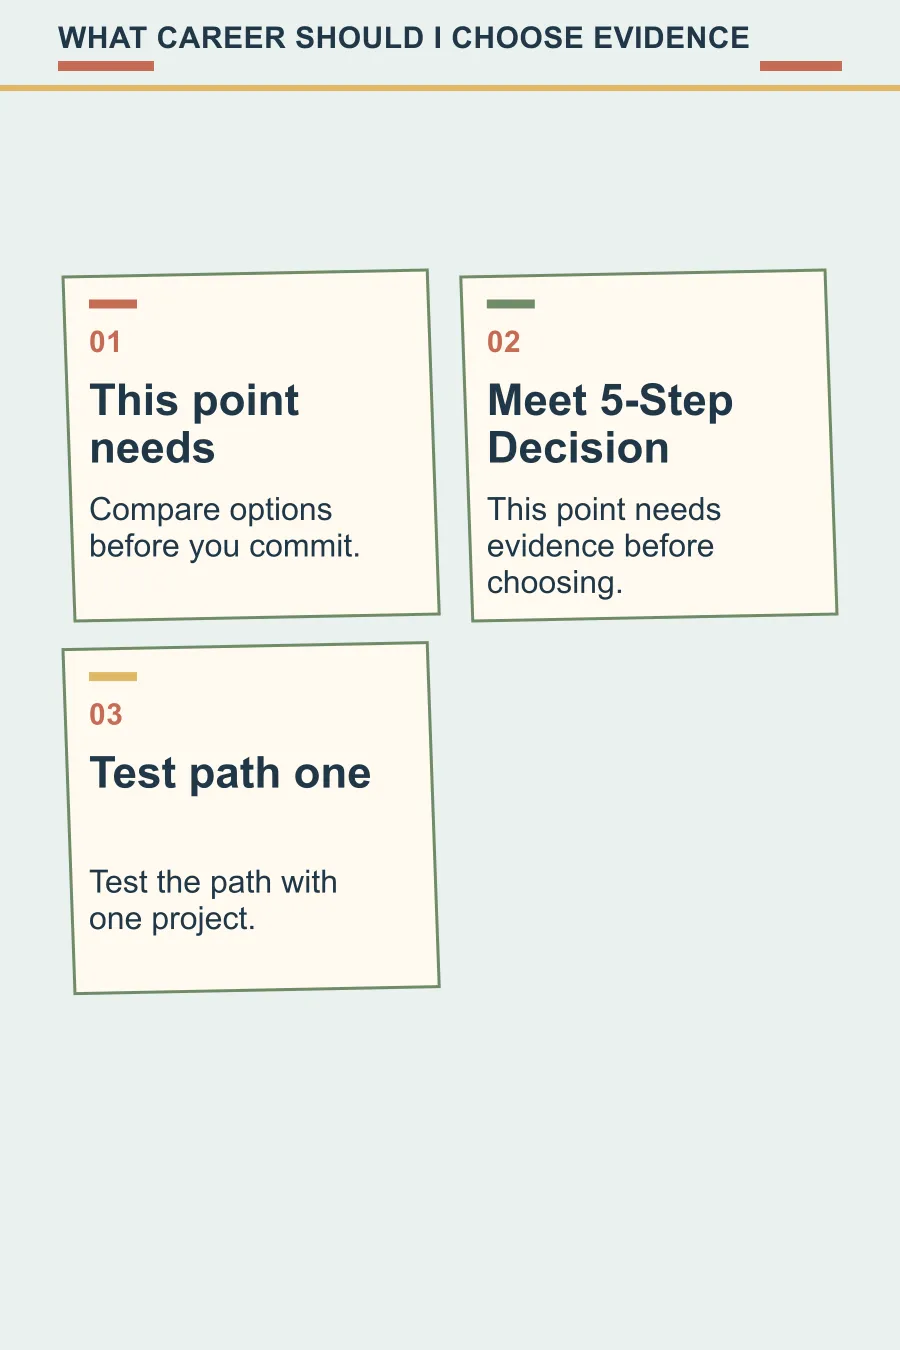 WHAT CAREER SHOULD I CHOOSE EVIDENCE
01
This point
needs
Compare options
before you commit.
02
Meet 5-Step
Decision
This point needs
evidence before
choosing.
03
Test path one
Test the path with
one project.